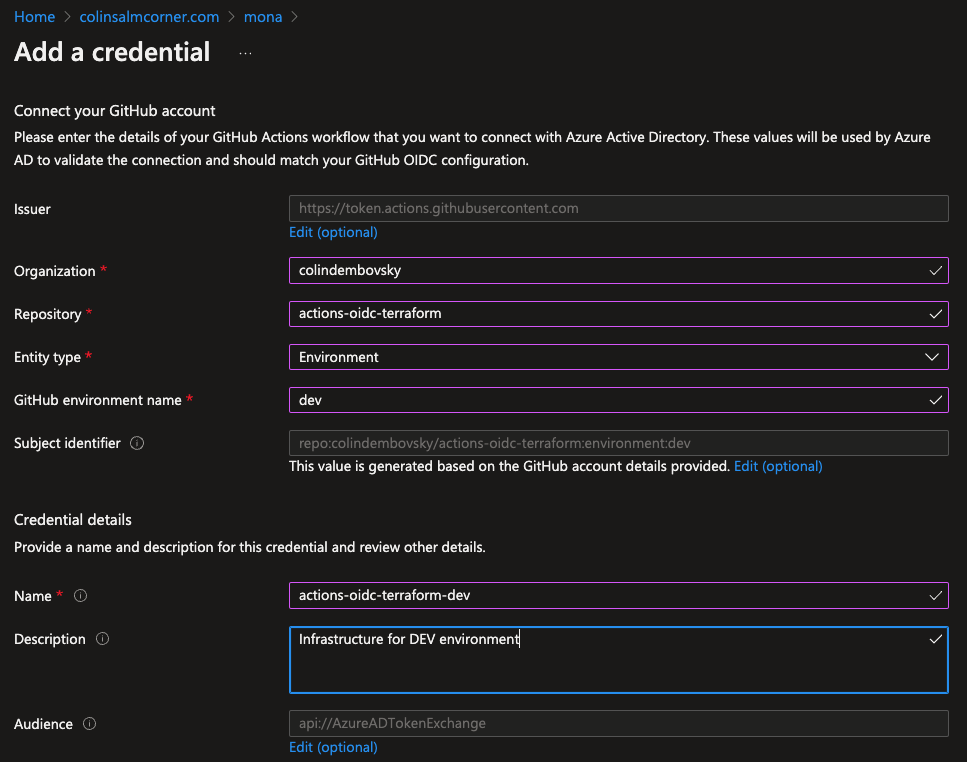 Home > colinsalmcorner.com > mona >
Add a credential ...
Connect your GitHub account
Please enter the details of your GitHub Actions workflow that you want to connect with Azure Active Directory. These values will be used by Azure
AD to validate the connection and should match your GitHub OIDC configuration.
Issuer
https://token.actions.githubusercontent.com
Edit (optional)
Organization *
colindembovsky
Repository *
actions-oidc-terraform
Entity type *
Environment
GitHub environment name *
dev
Subject identifier
repo:colindembovsky/actions-oidc-terraform:environment:dev
This value is generated based on the GitHub account details provided. Edit (optional)
Credential details
Provide a name and description for this credential and review other details.
Name *
actions-oidc-terraform-dev
Description
Infrastructure for DEV environment
Audience
api://AzureADTokenExchange
Edit (optional)